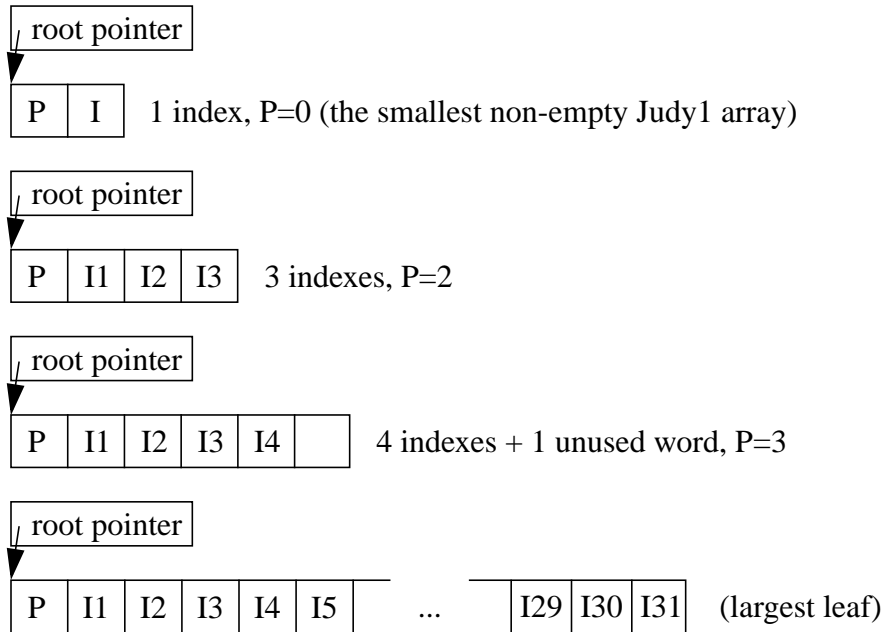 root pointer
P I 1 index, P=0 (the smallest non-empty Judy1 array)
root pointer
P I1 I2 I3 3 indexes, P=2
root pointer
P I1 I2 I3 I4 4 indexes + 1 unused word, P=3
root pointer
P I1 I2 I3 I4 I5 ... I29 I30 I31 (largest leaf)